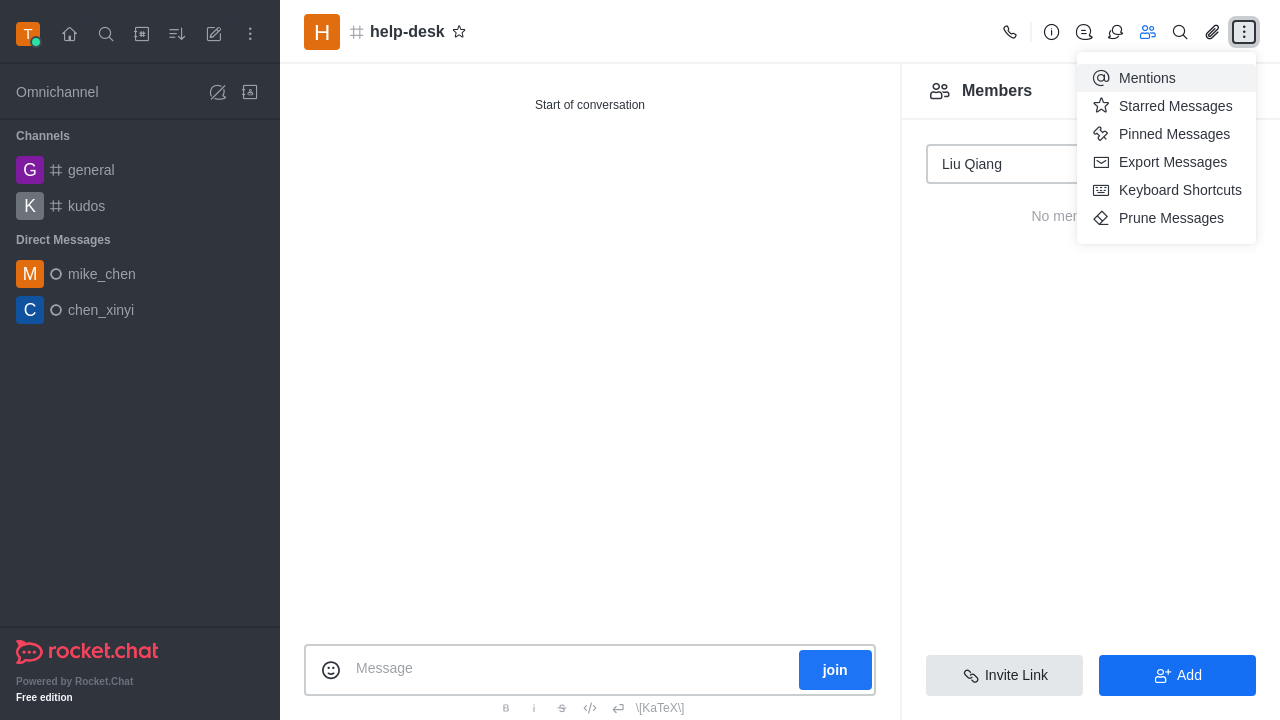 T
Omnichannel
Channels
G general
K kudos
Direct Messages
M mike_chen
C chen_xinyi
rocket.chat
Powered by Rocket.Chat
Free edition
H help-desk
Start of conversation
Message
join
B i S \[KaTeX\]
Members
Liu Qiang
Mentions
Starred Messages
Pinned Messages
Export Messages
Keyboard Shortcuts
Prune Messages
Invite Link
Add